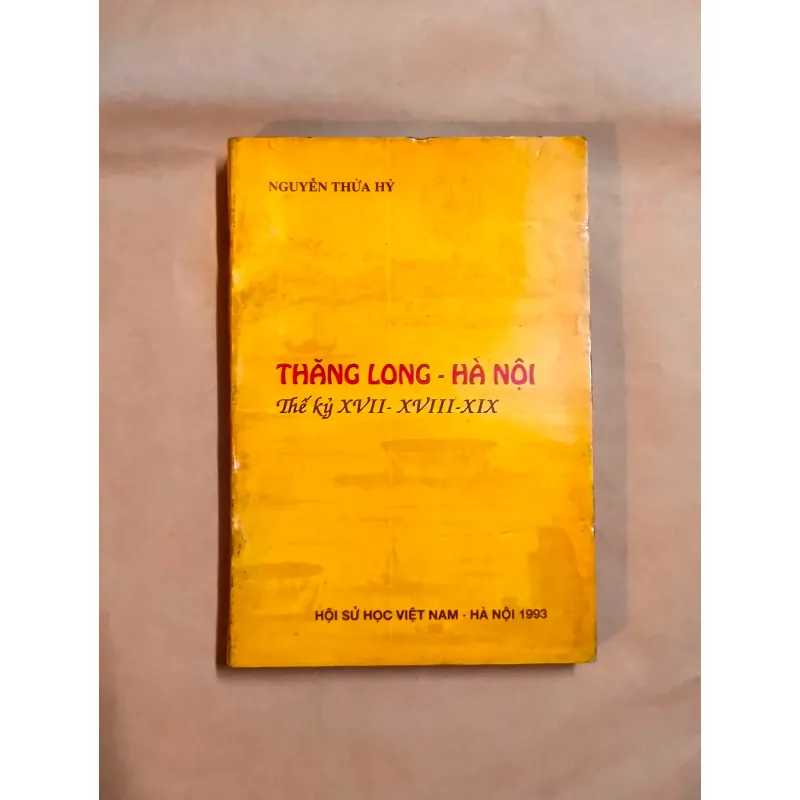 NGUYỄN THỪA HỶ
THĂNG LONG - HÀ NỘI
Thế kỷ XVII- XVIII-XIX
HỘI SỬ HỌC VIỆT NAM - HÀ NỘI 1993